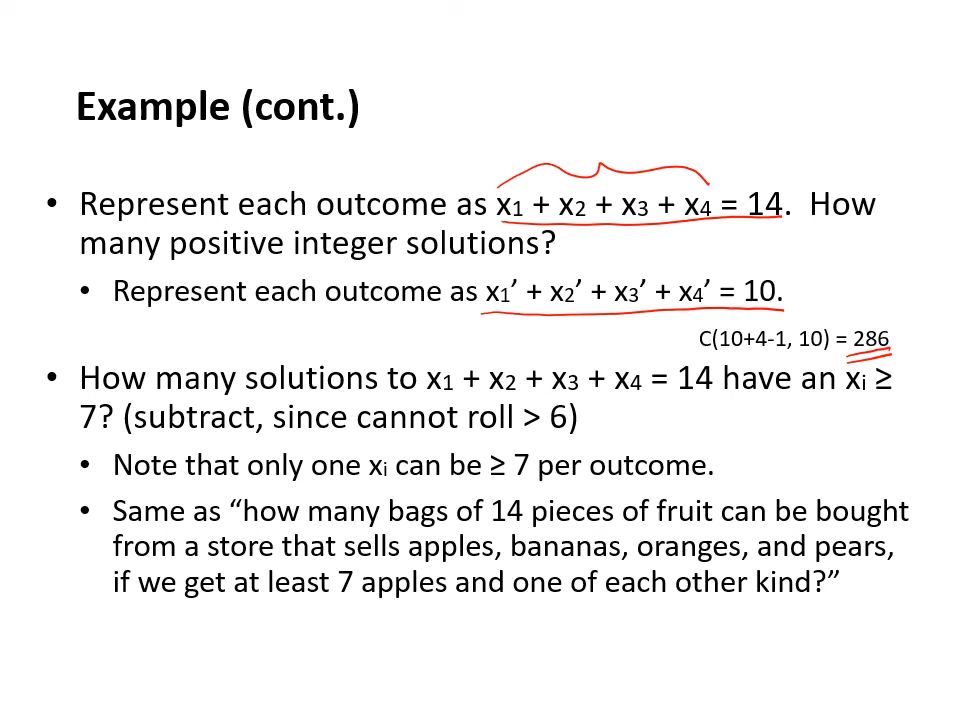 Example (cont.)
• Represent each outcome as x₁ + x₂ + x₃ + x₄ = 14. How
many positive integer solutions?
• Represent each outcome as x₁’ + x₂’ + x₃’ + x₄’ = 10.
C(10+4-1, 10) = 286
• How many solutions to x₁ + x₂ + x₃ + x₄ = 14 have an xᵢ ≥
7? (subtract, since cannot roll > 6)
• Note that only one xᵢ can be ≥ 7 per outcome.
• Same as “how many bags of 14 pieces of fruit can be bought
from a store that sells apples, bananas, oranges, and pears,
if we get at least 7 apples and one of each other kind?”